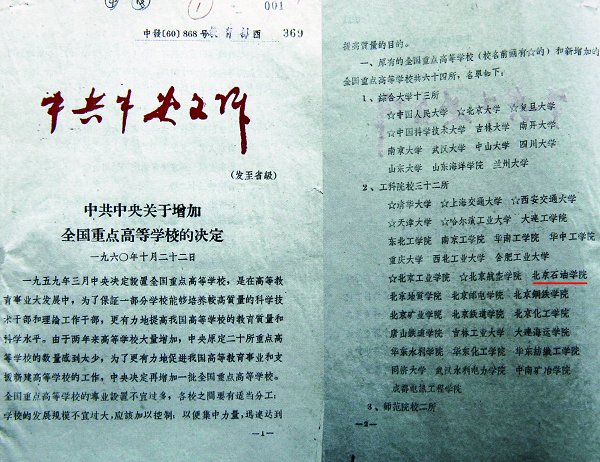 001
中發〔60〕868号
369
中共中央文件
（发至省級）
中共中央关于增加
全国重点高等学校的决定
一九六〇年十月二十二日
一九五九年三月中央决定設置全国重点高等学校，是在高等教
育事业大发展中，为了保証一部分学校能够培养較高质量的科学技
术干部和理論工作干部，更有力地提高我国高等学校的教育質量和
科学水平。由于两年来高等学校大量增加，中央原定二十所重点高
等学校的数量感到太少，为了更有力地促进我国高等教育事业和支
援新建高等学校的工作，中央决定再增加一批全国重点高等学校。
全国重点高等学校的专业設置不宜过多，各校之間要有适当分工；
学校的发展规模不宜过大，应該加以控制，以便集中力量，迅速达到
—1—
提高質量的目的。
一、原有的全国重点高等学校（校名前頭有☆的）和新增加的
全国重点高等学校共六十四所，名單如下：
1、綜合大学十三所
☆中国人民大学 ☆北京大学 ☆复旦大学
☆中国科学技术大学 吉林大学 南开大学
南京大学 武汉大学 中山大学 四川大学
山东大学 山东海洋学院 兰州大学
2、工科院校三十二所
☆清华大学 ☆上海交通大学 ☆西安交通大学
☆天津大学 ☆哈尔濱工业大学 大連工学院
东北工学院 南京工学院 华南工学院 华中工学院
重庆大学 西北工业大学 合肥工业大学
☆北京工业学院 ☆北京航空学院 北京石油学院
北京地質学院 北京邮电学院 北京鋼鉄学院
北京矿业学院 北京鉄道学院 北京化工学院
唐山鉄道学院 吉林工业大学 大連海运学院
华东水利学院 华东化工学院 华东紡織工学院
同济大学 武汉水利电力学院 中南矿冶学院
成都电訊工程学院
3、师范院校二所
—2—